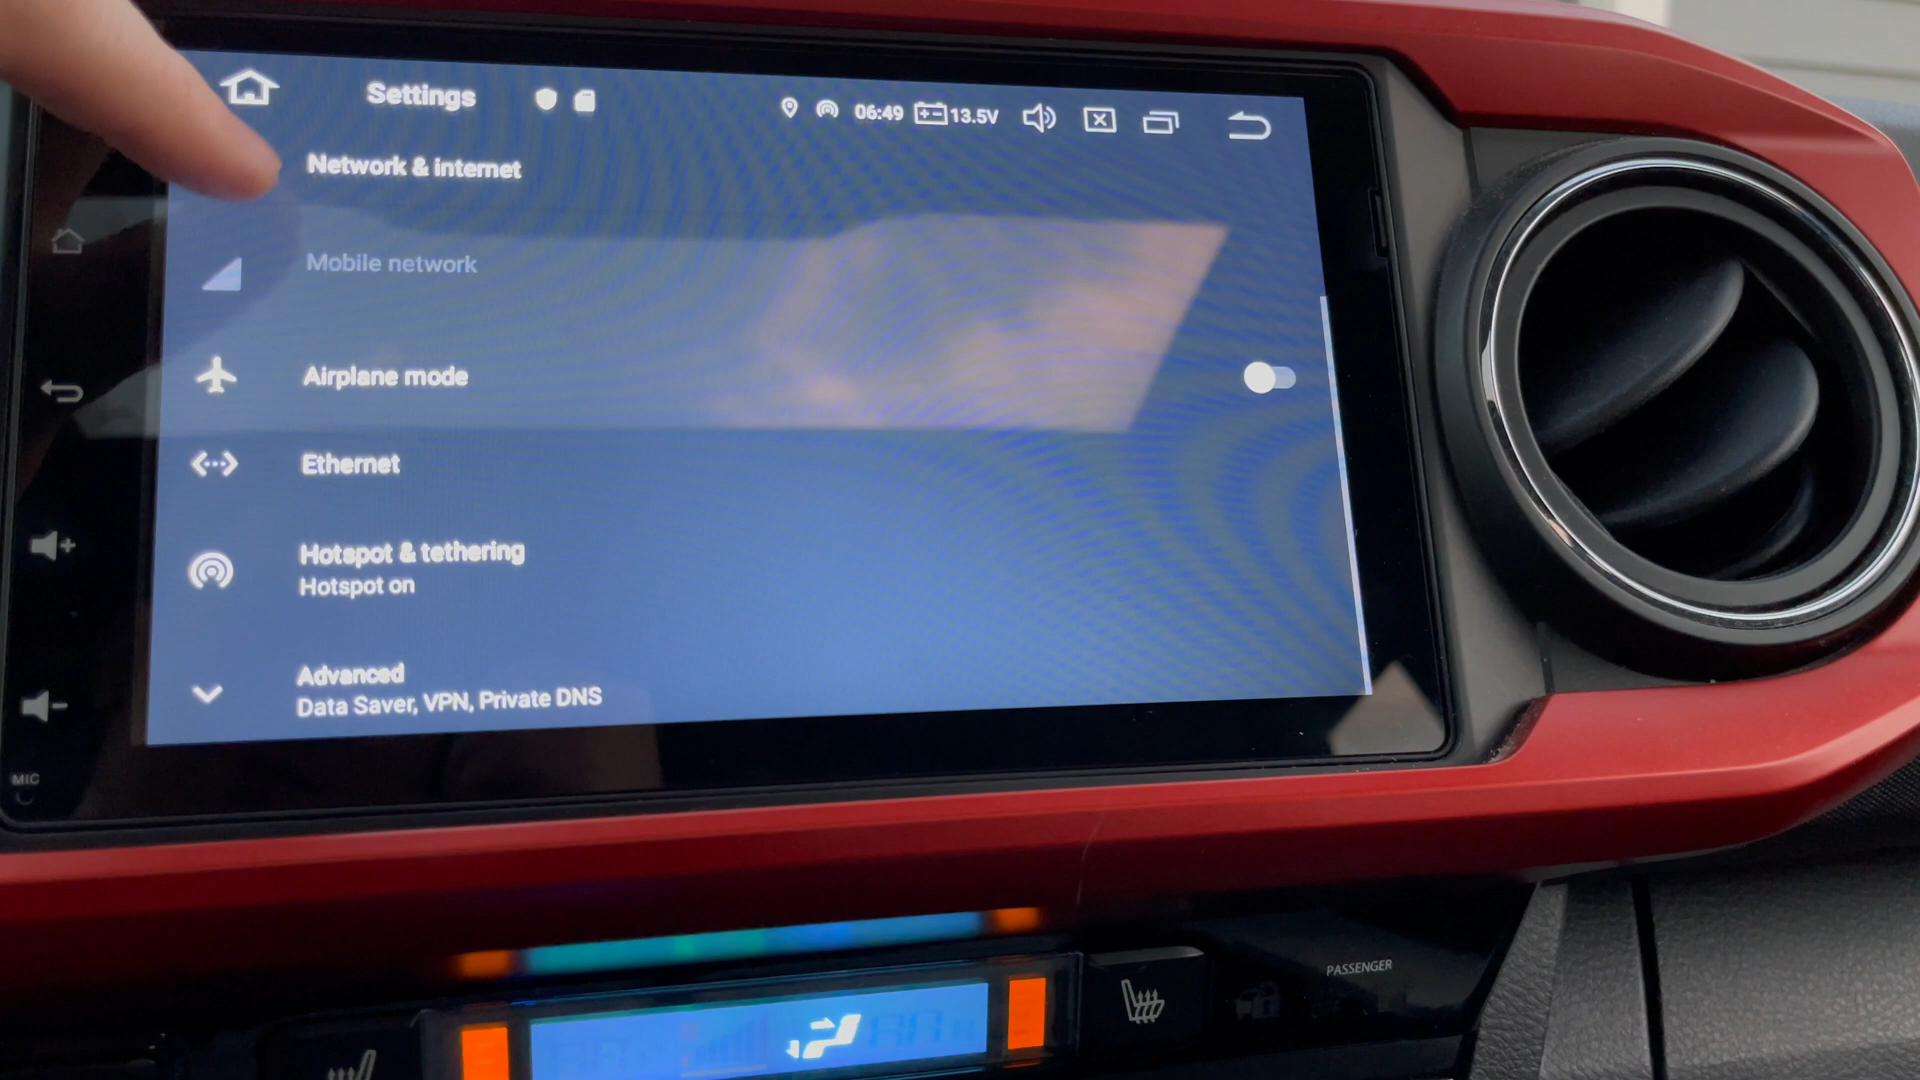 Settings
06:49
13.5V
Network & internet
Mobile network
Airplane mode
Ethernet
Hotspot & tethering
Hotspot on
Advanced
Data Saver, VPN, Private DNS
MIC
PASSENGER